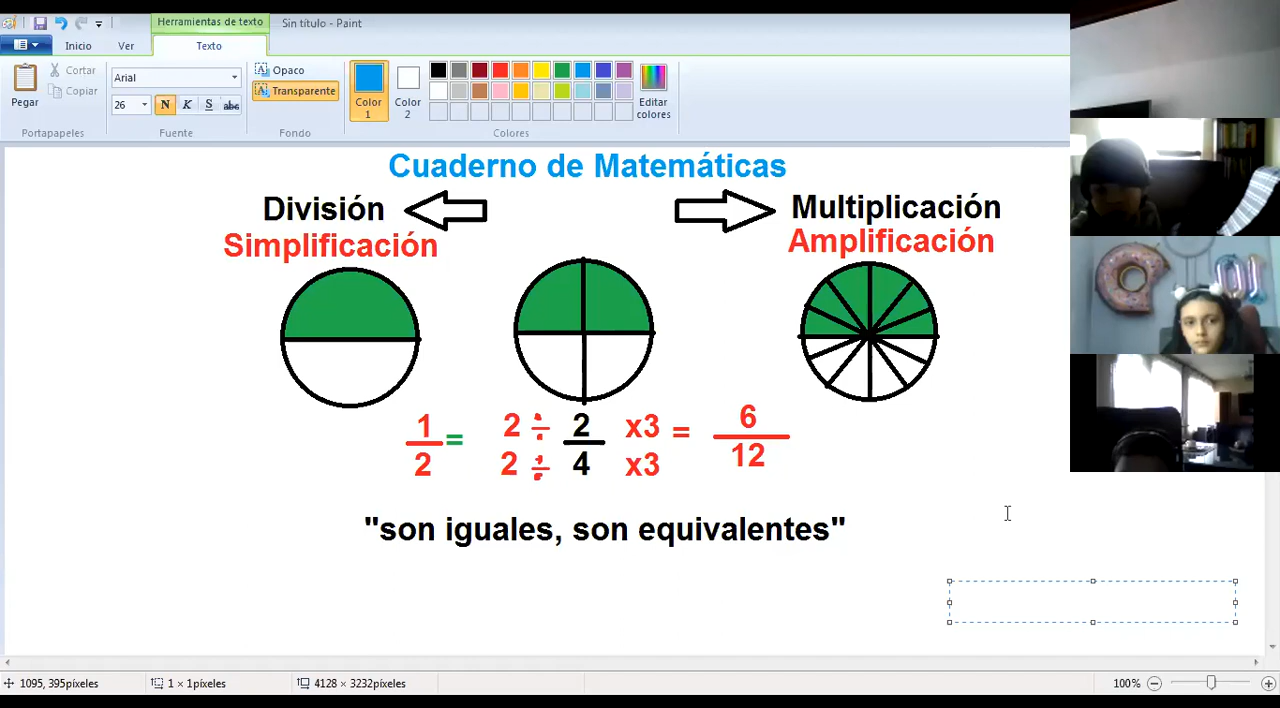 Herramientas de texto
Sin título - Paint
Inicio
Ver
Texto
Pegar
Cortar
Copiar
Portapapeles
Arial
26
N K S abc
Fuente
Opaco
Transparente
Fondo
Color 1
Color 2
Editar colores
Colores
Cuaderno de Matemáticas
División
Multiplicación
Simplificación
Amplificación
1 = 2 ÷ 2 x3 = 6
2 2 ÷ 4 x3 12
"son iguales, son equivalentes"
1095, 395píxeles
1 × 1píxeles
4128 × 3232píxeles
100%